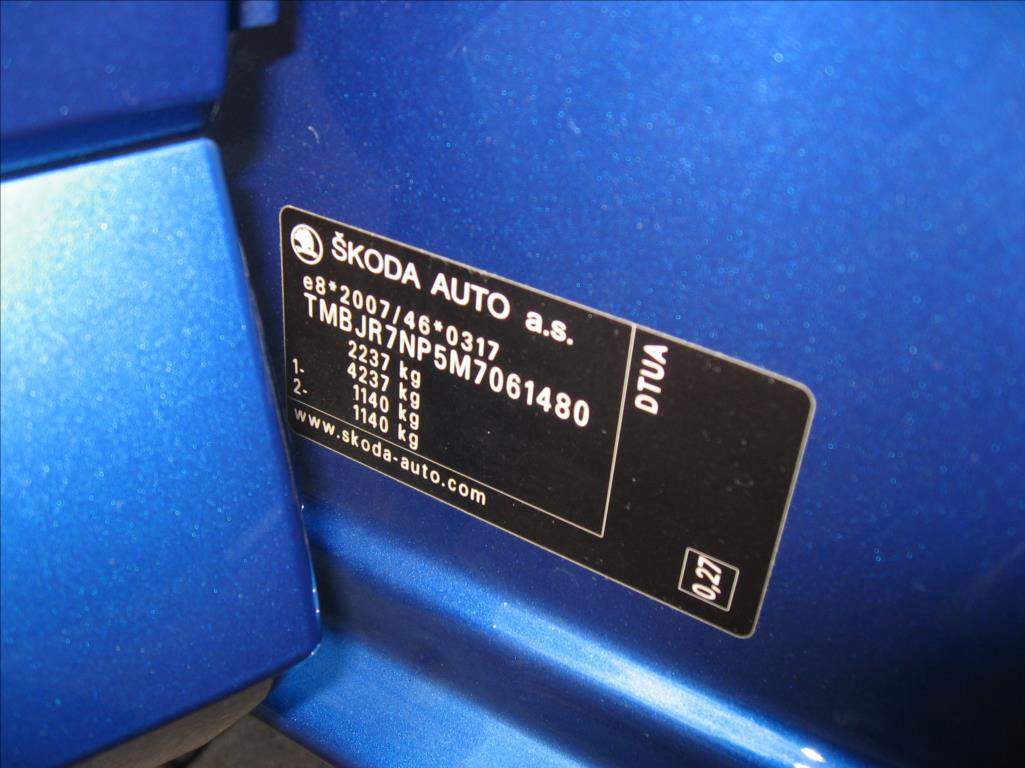 ŠKODA AUTO a.s.
e8*2007/46*0317
TMBJR7NP5M7061480
2237 kg
4237 kg
1- 1140 kg
2- 1140 kg
www.skoda-auto.com
DTUA
0,27